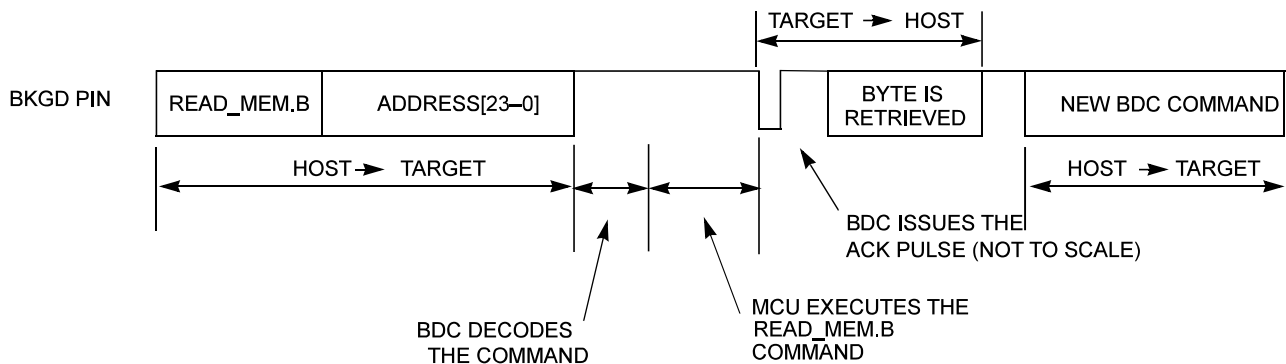 TARGET → HOST
BKGD PIN
READ_MEM.B
ADDRESS[23–0]
BYTE IS
RETRIEVED
NEW BDC COMMAND
HOST → TARGET
HOST → TARGET
BDC ISSUES THE
ACK PULSE (NOT TO SCALE)
BDC DECODES
THE COMMAND
MCU EXECUTES THE
READ_MEM.B
COMMAND